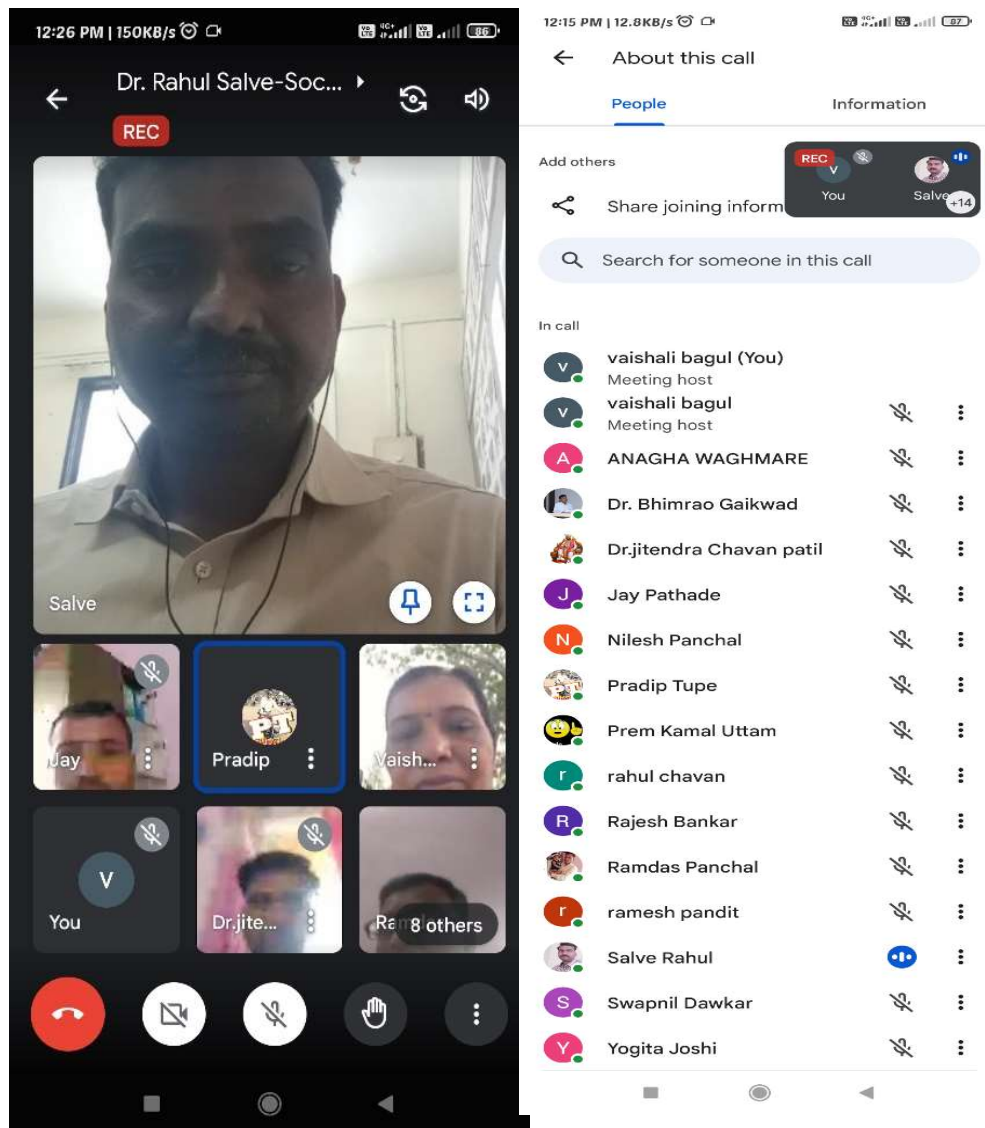 12:26 PM | 150KB/s
86
Dr. Rahul Salve-Soc...
REC
Salve
Jay
Pradip
PT
Vaish...
V
You
Dr.jite...
8 others
12:15 PM | 12.8KB/s
87
About this call
People
Information
Add others
REC
V
You
Salve
+14
Share joining inform
Search for someone in this call
In call
V
vaishali bagul (You)
Meeting host
V
vaishali bagul
Meeting host
A
ANAGHA WAGHMARE
Dr. Bhimrao Gaikwad
Dr.jitendra Chavan patil
J
Jay Pathade
N
Nilesh Panchal
PT
Pradip Tupe
Prem Kamal Uttam
r
rahul chavan
R
Rajesh Bankar
Ramdas Panchal
r
ramesh pandit
Salve Rahul
S
Swapnil Dawkar
Y
Yogita Joshi